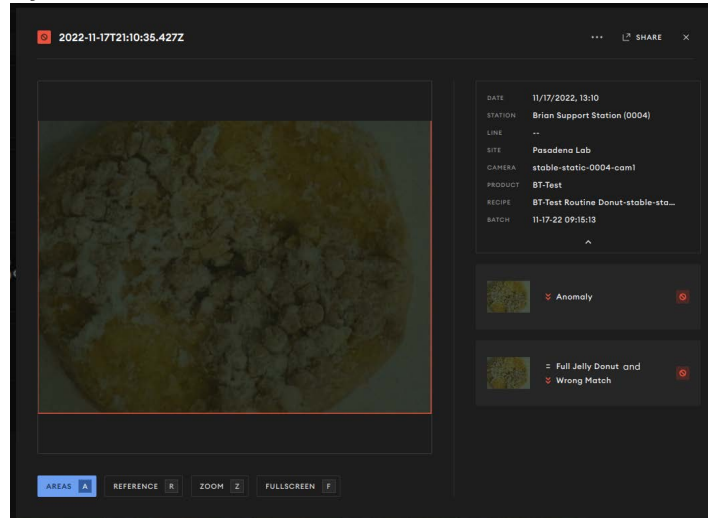 2022-11-17T21:10:35.427Z
••• SHARE ×
DATE 11/17/2022, 13:10
STATION Brian Support Station (0004)
LINE --
SITE Pasadena Lab
CAMERA stable-static-0004-cam1
PRODUCT BT-Test
RECIPE BT-Test Routine Donut-stable-sta...
BATCH 11-17-22 09:15:13
Anomaly
= Full Jelly Donut and
Wrong Match
AREAS A REFERENCE R ZOOM Z FULLSCREEN F